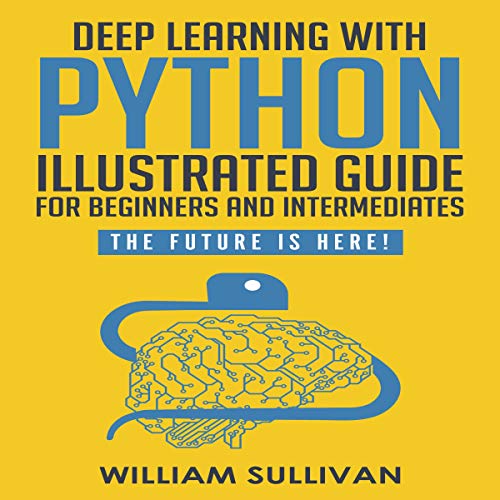 DEEP LEARNING WITH
PYTHON
ILLUSTRATED GUIDE
FOR BEGINNERS AND INTERMEDIATES
THE FUTURE IS HERE!
WILLIAM SULLIVAN